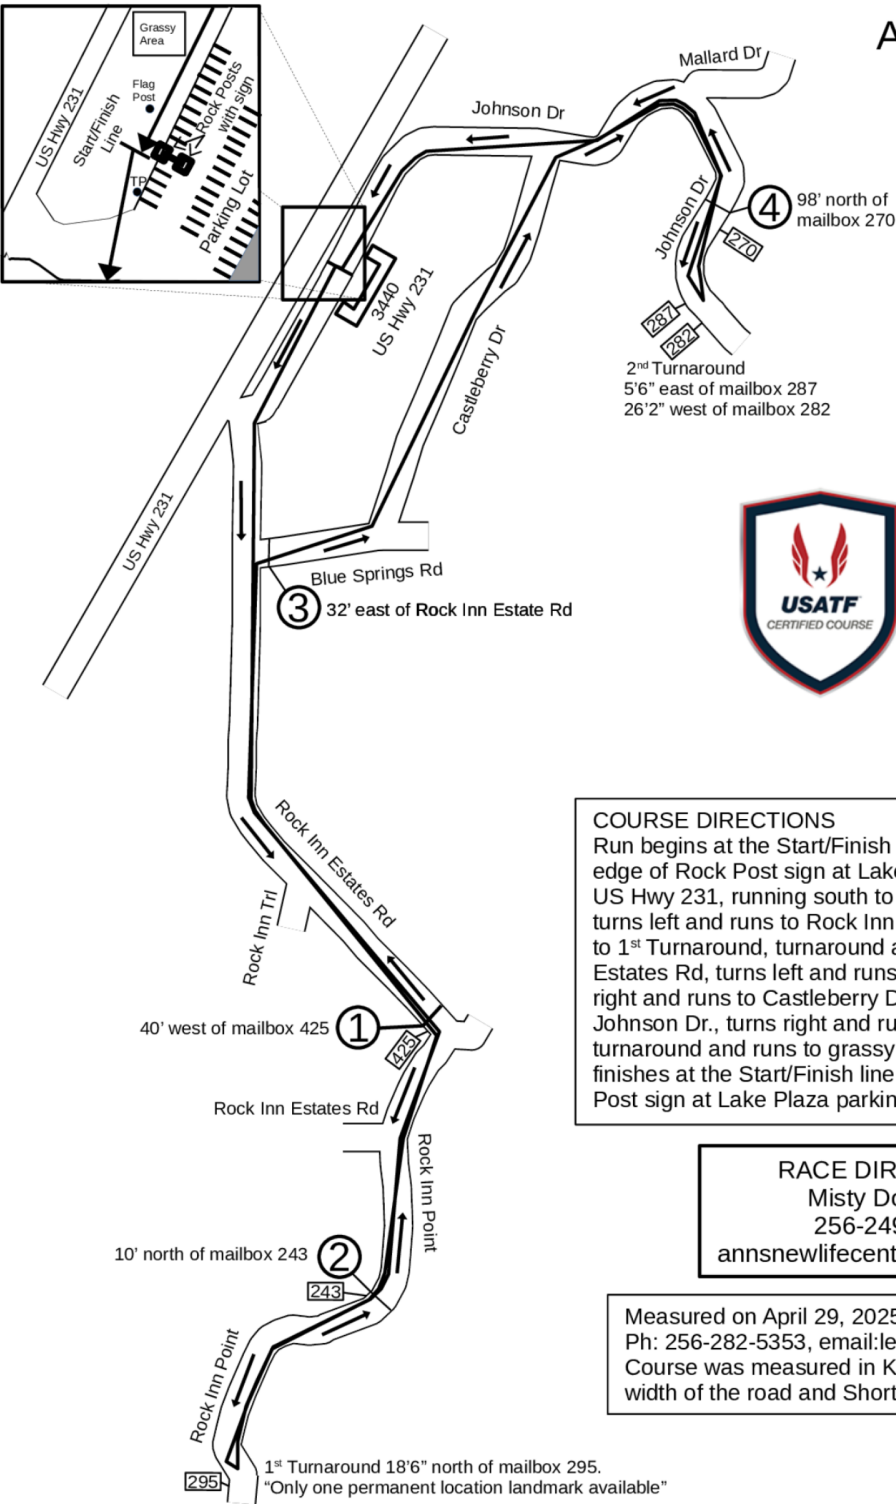 A
Grassy
Area
US Hwy 231
Flag
Post
Start/Finish
Line
Rock Posts
with sign
TP
Parking Lot
Mallard Dr
Johnson Dr
Johnson Dr
4
98’ north of
mailbox 270
270
287
282
2nd Turnaround
5’6” east of mailbox 287
26’2” west of mailbox 282
3440
US Hwy 231
Castleberry Dr
US Hwy 231
Blue Springs Rd
3
32’ east of Rock Inn Estate Rd
USATF
CERTIFIED COURSE
Rock Inn Estates Rd
Rock Inn Trl
COURSE DIRECTIONS
Run begins at the Start/Finish
edge of Rock Post sign at Lake
US Hwy 231, running south to
turns left and runs to Rock Inn
to 1st Turnaround, turnaround a
Estates Rd, turns left and runs
right and runs to Castleberry D
Johnson Dr., turns right and ru
turnaround and runs to grassy
finishes at the Start/Finish line
Post sign at Lake Plaza parkin
40’ west of mailbox 425
1
425
Rock Inn Estates Rd
Rock Inn Point
RACE DIR
Misty Do
256-249
annsnewlifecent
10’ north of mailbox 243
2
243
Measured on April 29, 2025
Ph: 256-282-5353, email:le
Course was measured in K
width of the road and Short
Rock Inn Point
295
1st Turnaround 18’6” north of mailbox 295.
“Only one permanent location landmark available”